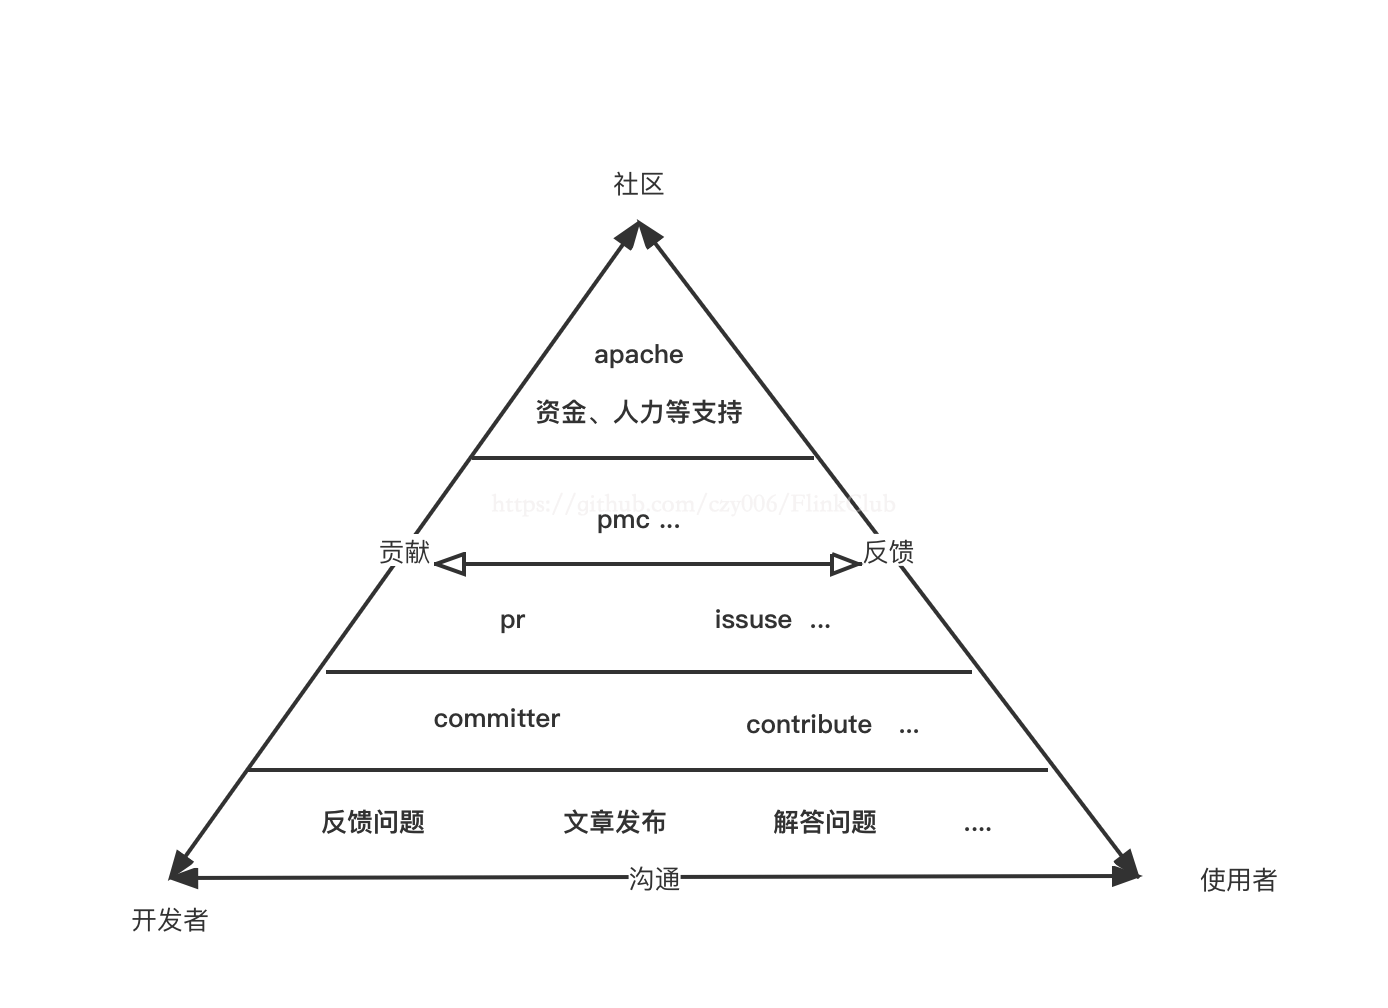 社区
apache
资金、人力等支持
https://github.com/czy006/FlinkClub
pmc ...
贡献
反馈
pr issuse ...
committer contribute ...
反馈问题 文章发布 解答问题 ....
沟通
使用者
开发者